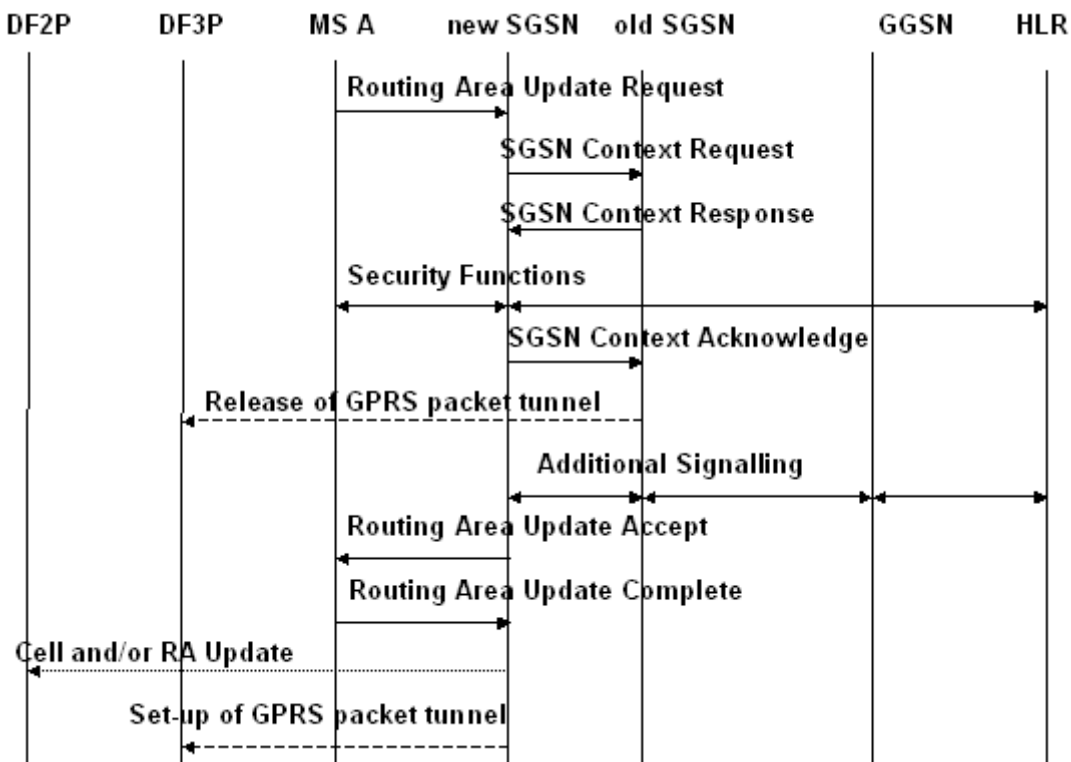 DF2P DF3P MS A new SGSN old SGSN GGSN HLR
Routing Area Update Request
SGSN Context Request
SGSN Context Response
Security Functions
SGSN Context Acknowledge
Release of GPRS packet tunnel
Additional Signalling
Routing Area Update Accept
Routing Area Update Complete
Cell and/or RA Update
Set-up of GPRS packet tunnel